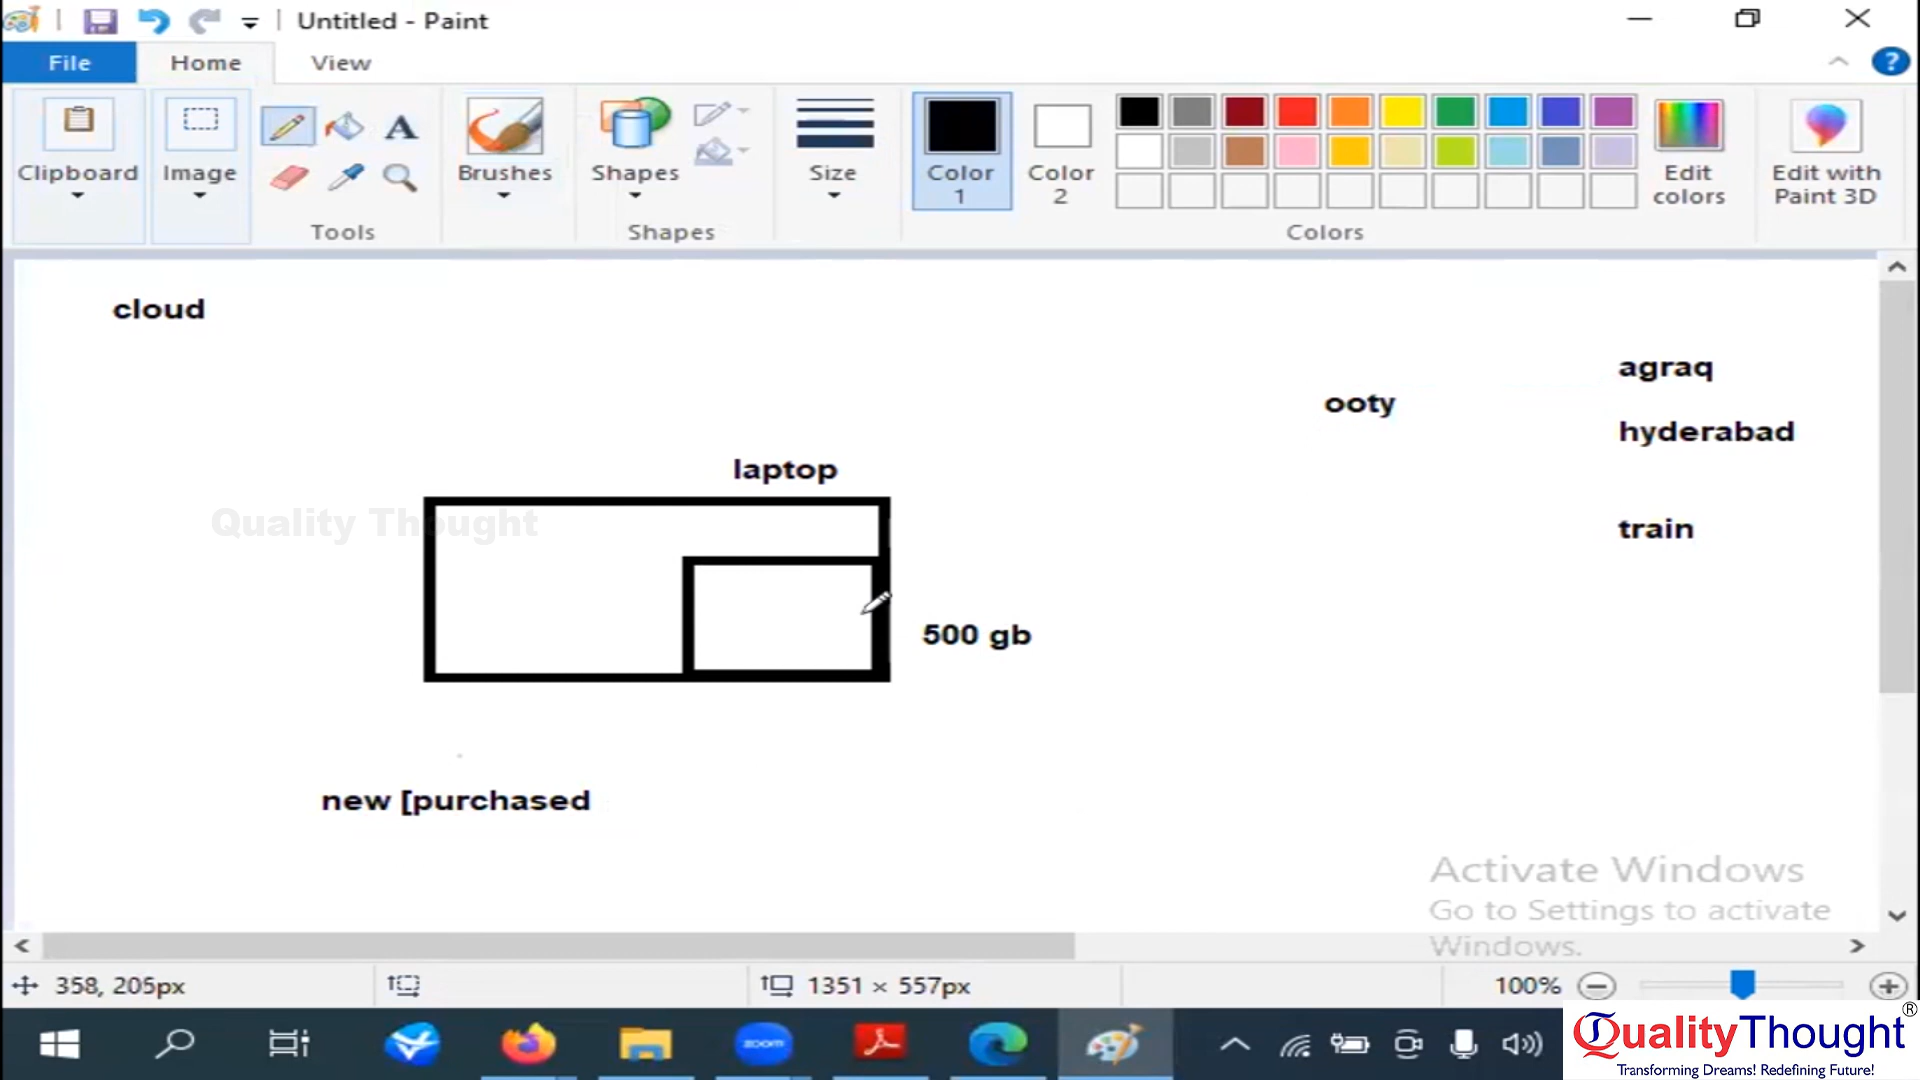 Untitled - Paint
File Home View
Clipboard
Image
Tools
Brushes
Shapes
Shapes
Size
Color 1
Color 2
Colors
Edit colors
Edit with Paint 3D
cloud
agraq
ooty
hyderabad
laptop
Quality Thought
train
500 gb
new [purchased
Activate Windows
Go to Settings to activate
Windows.
358, 205px
1351 × 557px
100%
zoom
QualityThought®
Transforming Dreams! Redefining Future!